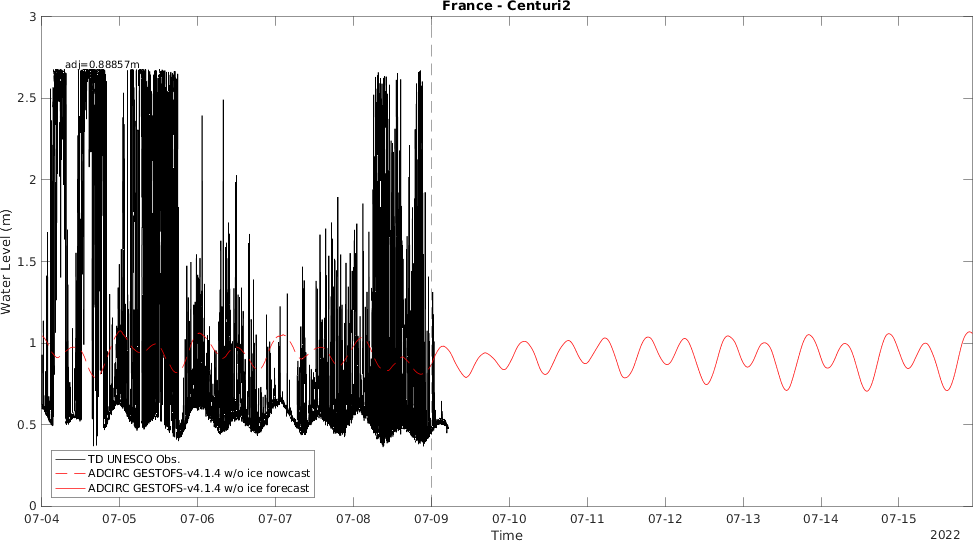 France - Centuri2
3
adj=0.88857m
2.5
2
1.5
1
0.5
0
Water Level (m)
TD UNESCO Obs.
ADCIRC GESTOFS-v4.1.4 w/o ice nowcast
ADCIRC GESTOFS-v4.1.4 w/o ice forecast
07-04 07-05 07-06 07-07 07-08 07-09 07-10 07-11 07-12 07-13 07-14 07-15
Time
2022